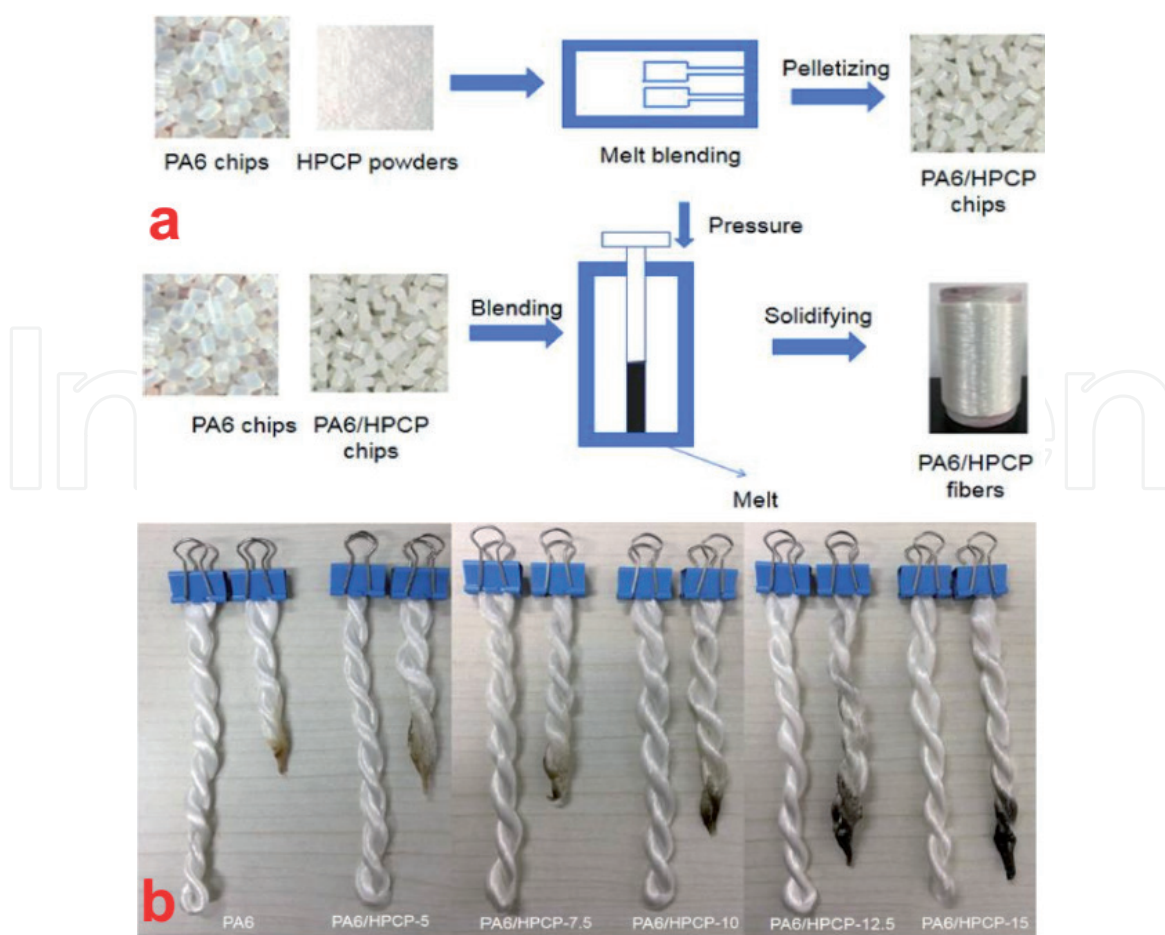 PA6 chips
HPCP powders
Melt blending
Pelletizing
PA6/HPCP
chips
a
Pressure
PA6 chips
PA6/HPCP
chips
Blending
Solidifying
PA6/HPCP
fibers
Melt
b
PA6
PA6/HPCP-5
PA6/HPCP-7.5
PA6/HPCP-10
PA6/HPCP-12.5
PA6/HPCP-15